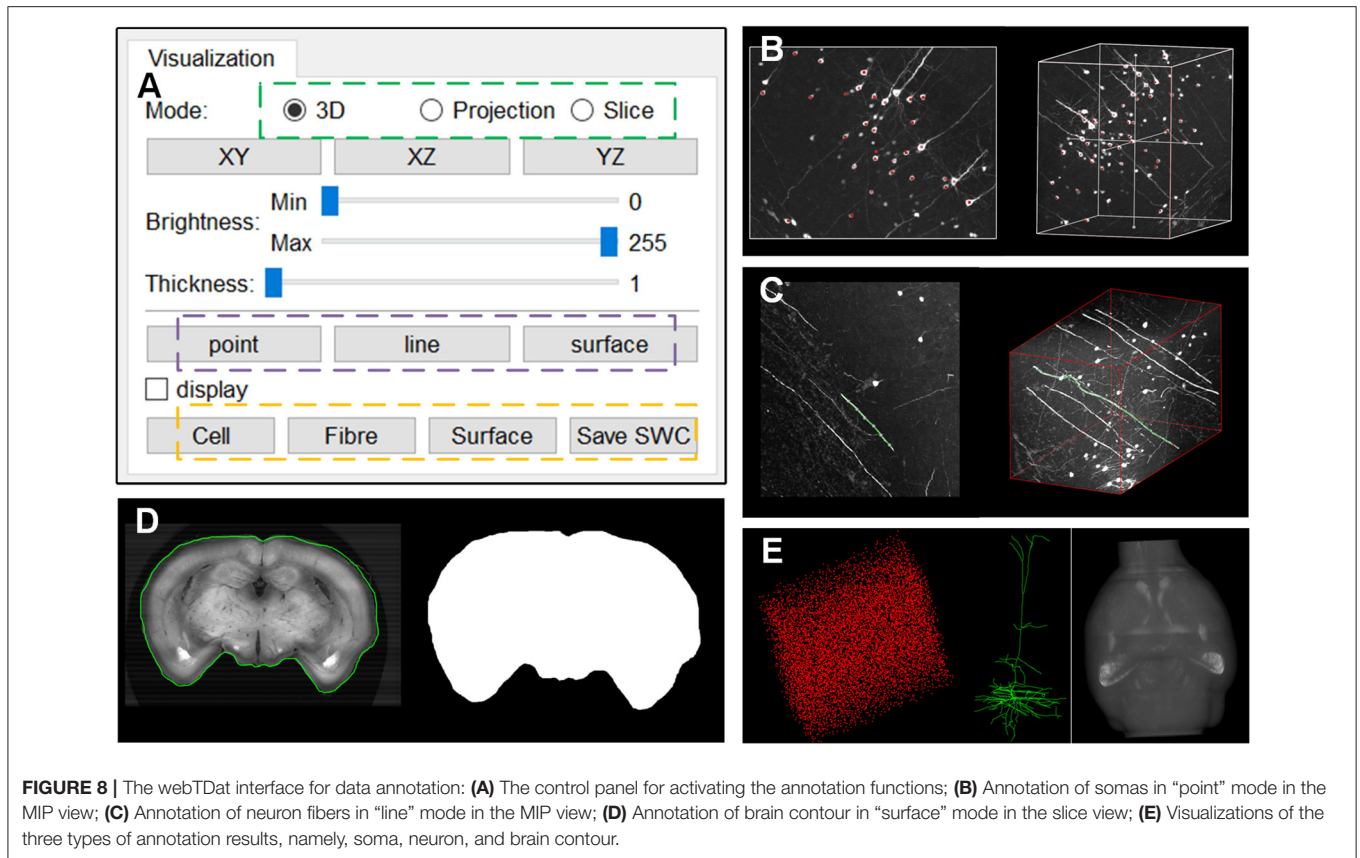 Visualization
A
Mode: 3D Projection Slice
XY XZ YZ
Brightness: Min 0
Max 255
Thickness: 1
point line surface
display
Cell Fibre Surface Save SWC
B
C
D
E
FIGURE 8 | The webTDat interface for data annotation: (A) The control panel for activating the annotation functions; (B) Annotation of somas in “point” mode in the
MIP view; (C) Annotation of neuron fibers in “line” mode in the MIP view; (D) Annotation of brain contour in “surface” mode in the slice view; (E) Visualizations of the
three types of annotation results, namely, soma, neuron, and brain contour.